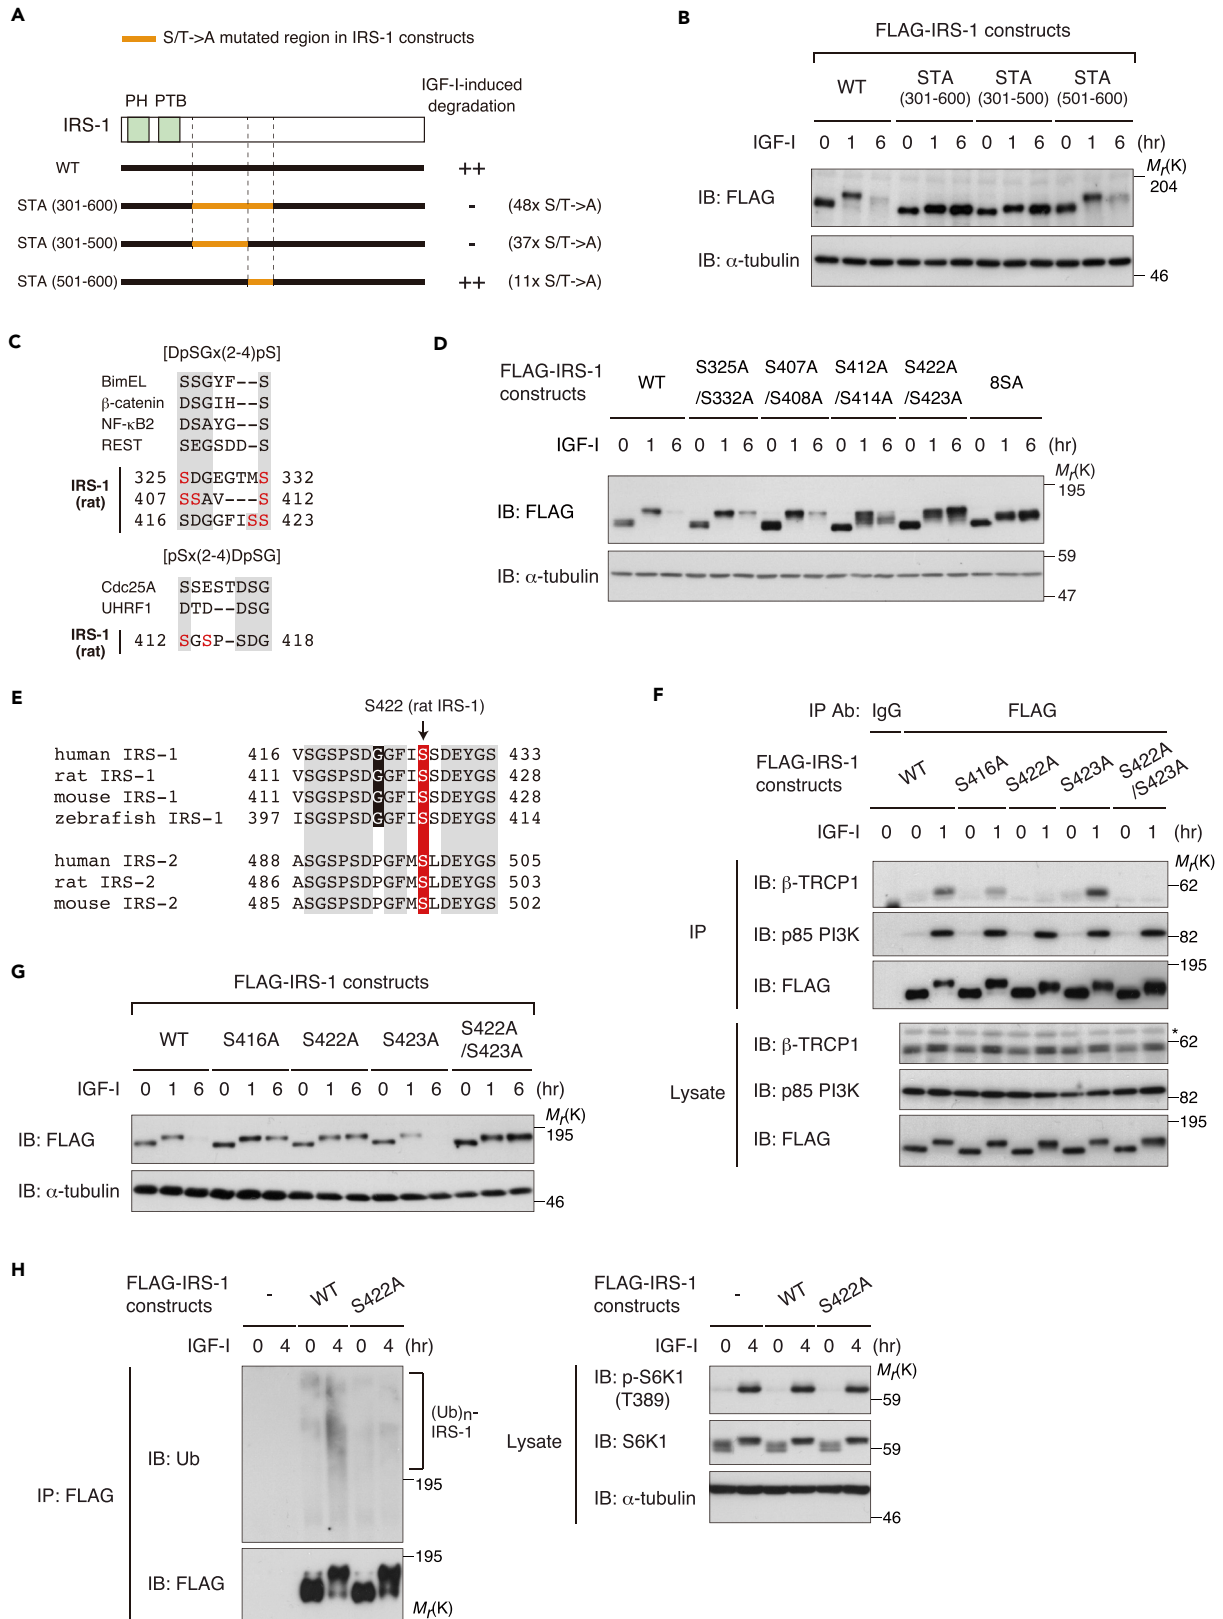 A
S/T->A mutated region in IRS-1 constructs
IGF-I-induced
degradation
PH PTB
IRS-1
WT ++
STA (301-600) - (48x S/T->A)
STA (301-500) - (37x S/T->A)
STA (501-600) ++ (11x S/T->A)
B
FLAG-IRS-1 constructs
WT STA (301-600) STA (301-500) STA (501-600)
IGF-I 0 1 6 0 1 6 0 1 6 0 1 6 (hr)
Mr(K)
204
IB: FLAG
IB: α-tubulin
46
C
[DpSGx(2-4)pS]
BimEL SSGYF--S
β-catenin DSGIH--S
NF-κB2 DSAYG--S
REST SEGSDD-S
IRS-1
(rat)
325 SDGEGTMS 332
407 SSAV---S 412
416 SDGGFISS 423
[pSx(2-4)DpSG]
Cdc25A SSESTDSG
UHRF1 DTD--DSG
IRS-1
(rat)
412 SGSP-SDG 418
D
FLAG-IRS-1
constructs
WT S325A/S332A S407A/S408A S412A/S414A S422A/S423A 8SA
IGF-I 0 1 6 0 1 6 0 1 6 0 1 6 0 1 6 0 1 6 (hr)
Mr(K)
195
IB: FLAG
59
IB: α-tubulin
47
E
S422 (rat IRS-1)
human IRS-1 416 VSGSPSDGGFISSDEYGS 433
rat IRS-1 411 VSGSPSDGGFISSDEYGS 428
mouse IRS-1 411 VSGSPSDGGFISSDEYGS 428
zebrafish IRS-1 397 ISGSPSDGGFISSDEYGS 414
human IRS-2 488 ASGSPSDPGFMSLDEYGS 505
rat IRS-2 486 ASGSPSDPGFMSLDEYGS 503
mouse IRS-2 485 ASGSPSDPGFMSLDEYGS 502
F
IP Ab: IgG FLAG
FLAG-IRS-1
constructs
WT S416A S422A S423A S422A/S423A
IGF-I 0 0 1 0 1 0 1 0 1 0 1 (hr)
Mr(K)
IP
IB: β-TRCP1 62
IB: p85 PI3K 82
195
IB: FLAG
Lysate
*
IB: β-TRCP1 62
IB: p85 PI3K 82
195
IB: FLAG
G
FLAG-IRS-1 constructs
WT S416A S422A S423A S422A/S423A
IGF-I 0 1 6 0 1 6 0 1 6 0 1 6 0 1 6 (hr)
Mr(K)
195
IB: FLAG
IB: α-tubulin
46
H
FLAG-IRS-1
constructs
- WT S422A
IGF-I 0 4 0 4 0 4 (hr)
(Ub)n-
IRS-1
IB: Ub
195
IP: FLAG
195
IB: FLAG
Mr(K)
FLAG-IRS-1
constructs
- WT S422A
IGF-I 0 4 0 4 0 4 (hr)
Mr(K)
IB: p-S6K1
(T389)
59
Lysate
IB: S6K1 59
IB: α-tubulin
46